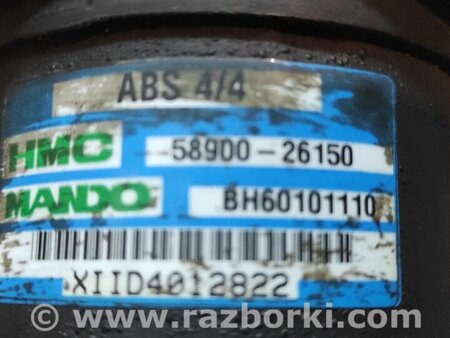 ABS 4/4
HMC 58900-26150
MANDO BH60101110
XIID4012822
www.razborki.com